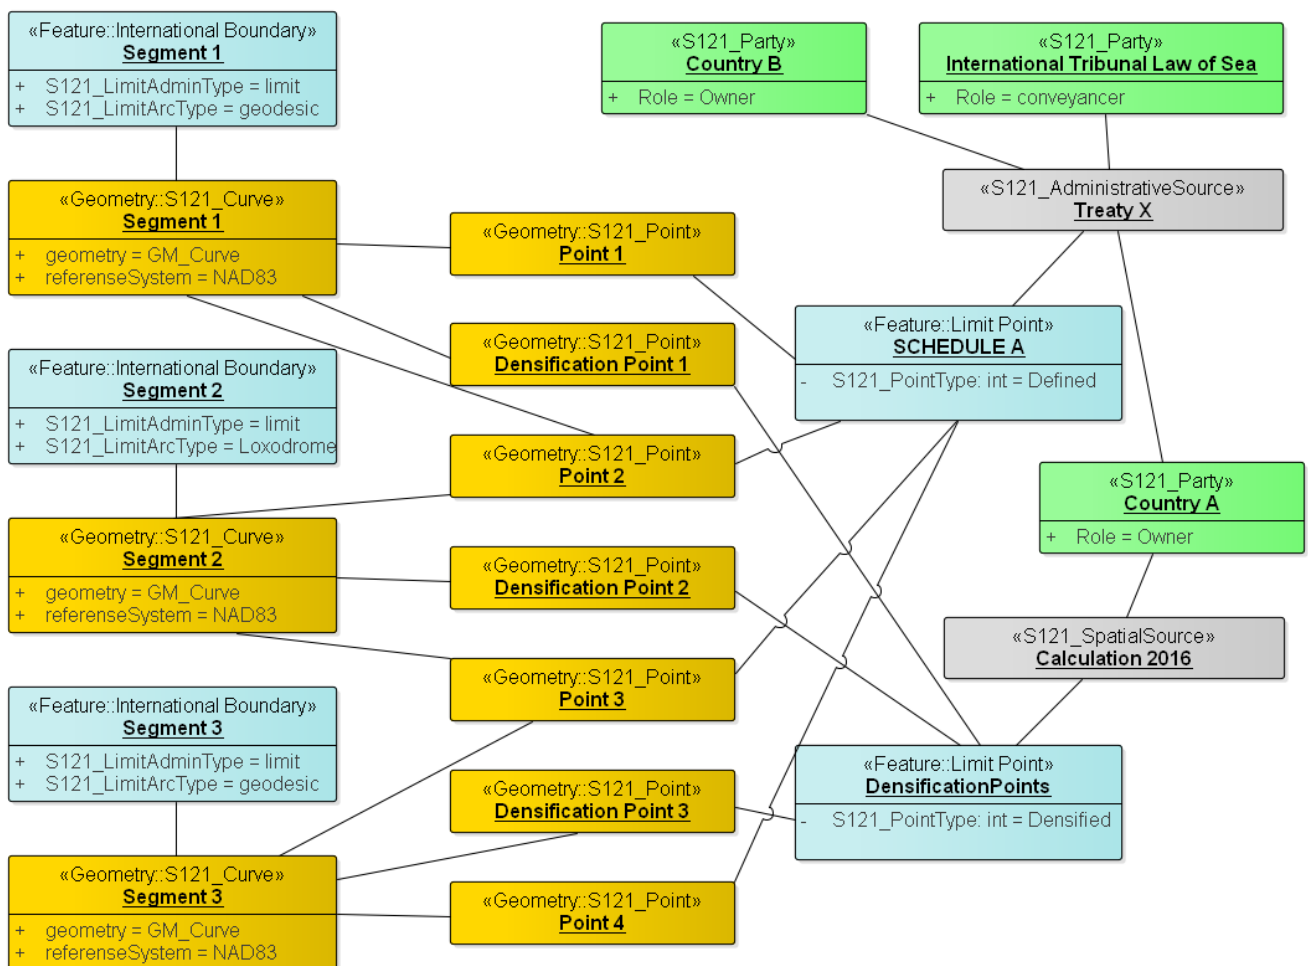 «Feature::International Boundary»
Segment 1
+ S121_LimitAdminType = limit
+ S121_LimitArcType = geodesic
«S121_Party»
Country B
+ Role = Owner
«S121_Party»
International Tribunal Law of Sea
+ Role = conveyancer
«S121_AdministrativeSource»
Treaty X
«Geometry::S121_Curve»
Segment 1
+ geometry = GM_Curve
+ referenseSystem = NAD83
«Geometry::S121_Point»
Point 1
«Geometry::S121_Point»
Densification Point 1
«Feature::Limit Point»
SCHEDULE A
- S121_PointType: int = Defined
«Feature::International Boundary»
Segment 2
+ S121_LimitAdminType = limit
+ S121_LimitArcType = Loxodrome
«Geometry::S121_Point»
Point 2
«S121_Party»
Country A
+ Role = Owner
«Geometry::S121_Curve»
Segment 2
+ geometry = GM_Curve
+ referenseSystem = NAD83
«Geometry::S121_Point»
Densification Point 2
«S121_SpatialSource»
Calculation 2016
«Geometry::S121_Point»
Point 3
«Feature::International Boundary»
Segment 3
+ S121_LimitAdminType = limit
+ S121_LimitArcType = geodesic
«Geometry::S121_Point»
Densification Point 3
«Feature::Limit Point»
DensificationPoints
- S121_PointType: int = Densified
«Geometry::S121_Curve»
Segment 3
+ geometry = GM_Curve
+ referenseSystem = NAD83
«Geometry::S121_Point»
Point 4